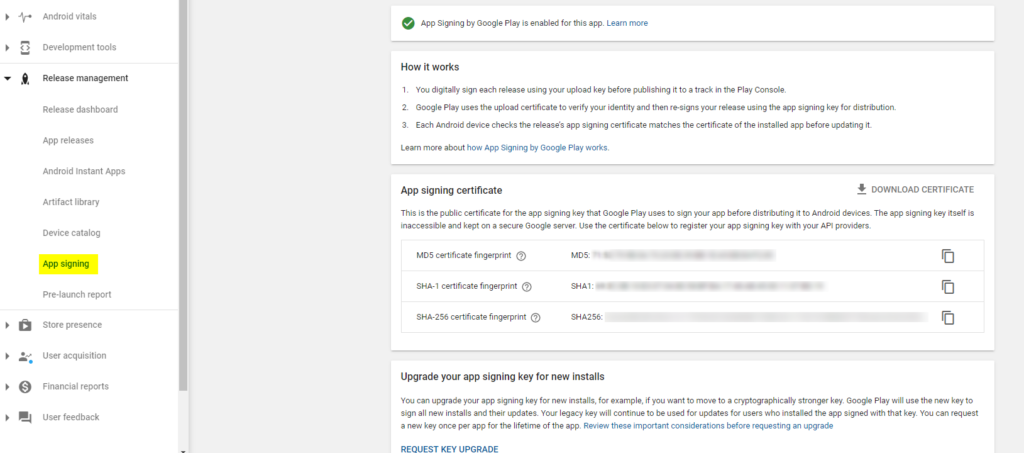 Android vitals
Development tools
Release management
Release dashboard
App releases
Android Instant Apps
Artifact library
Device catalog
App signing
Pre-launch report
Store presence
User acquisition
Financial reports
User feedback
App Signing by Google Play is enabled for this app. Learn more
How it works
1. You digitally sign each release using your upload key before publishing it to a track in the Play Console.
2. Google Play uses the upload certificate to verify your identity and then re-signs your release using the app signing key for distribution.
3. Each Android device checks the release's app signing certificate matches the certificate of the installed app before updating it.
Learn more about how App Signing by Google Play works.
App signing certificate
DOWNLOAD CERTIFICATE
This is the public certificate for the app signing key that Google Play uses to sign your app before distributing it to Android devices. The app signing key itself is
inaccessible and kept on a secure Google server. Use the certificate below to register your app signing key with your API providers.
MD5 certificate fingerprint ? MD5:
SHA-1 certificate fingerprint ? SHA1:
SHA-256 certificate fingerprint ? SHA256:
Upgrade your app signing key for new installs
You can upgrade your app signing key for new installs, for example, if you want to move to a cryptographically stronger key. Google Play will use the new key to
sign all new installs and their updates. Your legacy key will continue to be used for updates for users who installed the app signed with that key. You can request
a new key once per app for the lifetime of the app. Review these important considerations before requesting an upgrade
REQUEST KEY UPGRADE